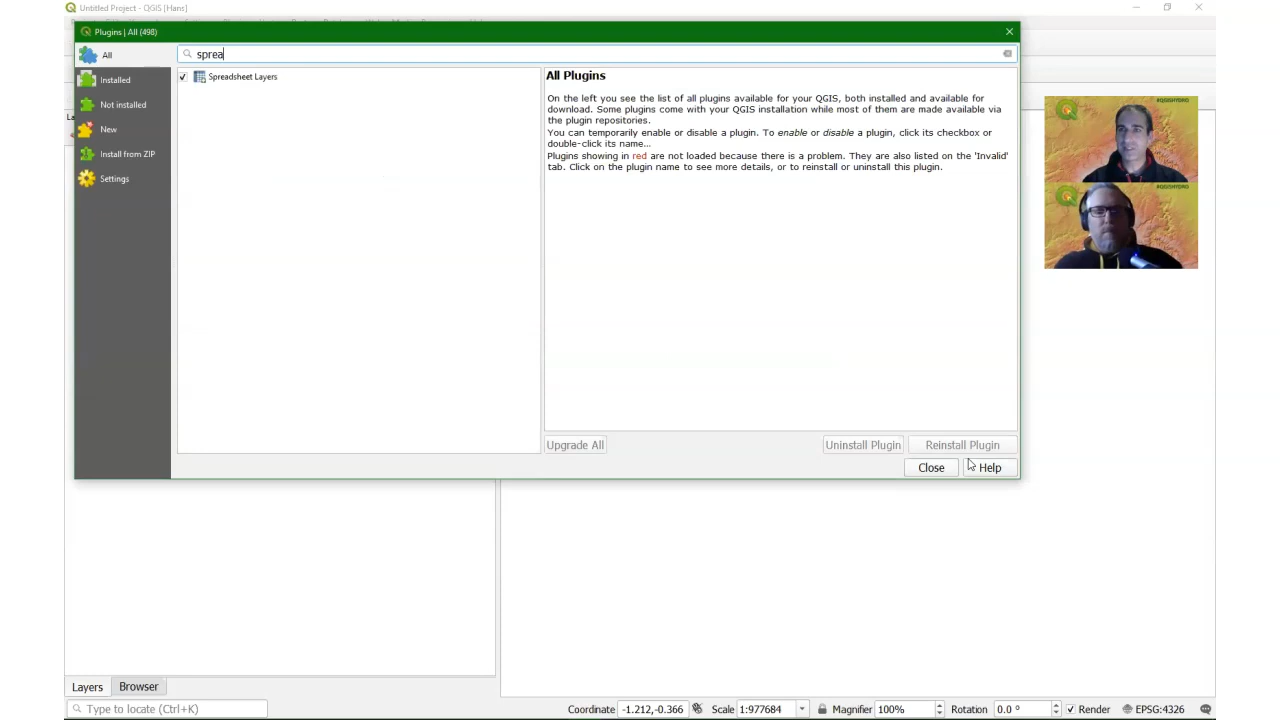 Untitled Project - QGIS [Hans]
Plugins | All (498)
All
sprea
Installed
Not installed
New
Install from ZIP
Settings
Spreadsheet Layers
All Plugins
On the left you see the list of all plugins available for your QGIS, both installed and available for
download. Some plugins come with your QGIS installation while most of them are made available via
the plugin repositories.
You can temporarily enable or disable a plugin. To enable or disable a plugin, click its checkbox or
double-click its name...
Plugins showing in red are not loaded because there is a problem. They are also listed on the 'Invalid'
tab. Click on the plugin name to see more details, or to reinstall or uninstall this plugin.
Upgrade All
Uninstall Plugin
Reinstall Plugin
Close
Help
#QGISHYDRO
#QGISHYDRO
Layers
Browser
Type to locate (Ctrl+K)
Coordinate -1.212,-0.366 Scale 1:977684 Magnifier 100% Rotation 0.0 ° Render EPSG:4326